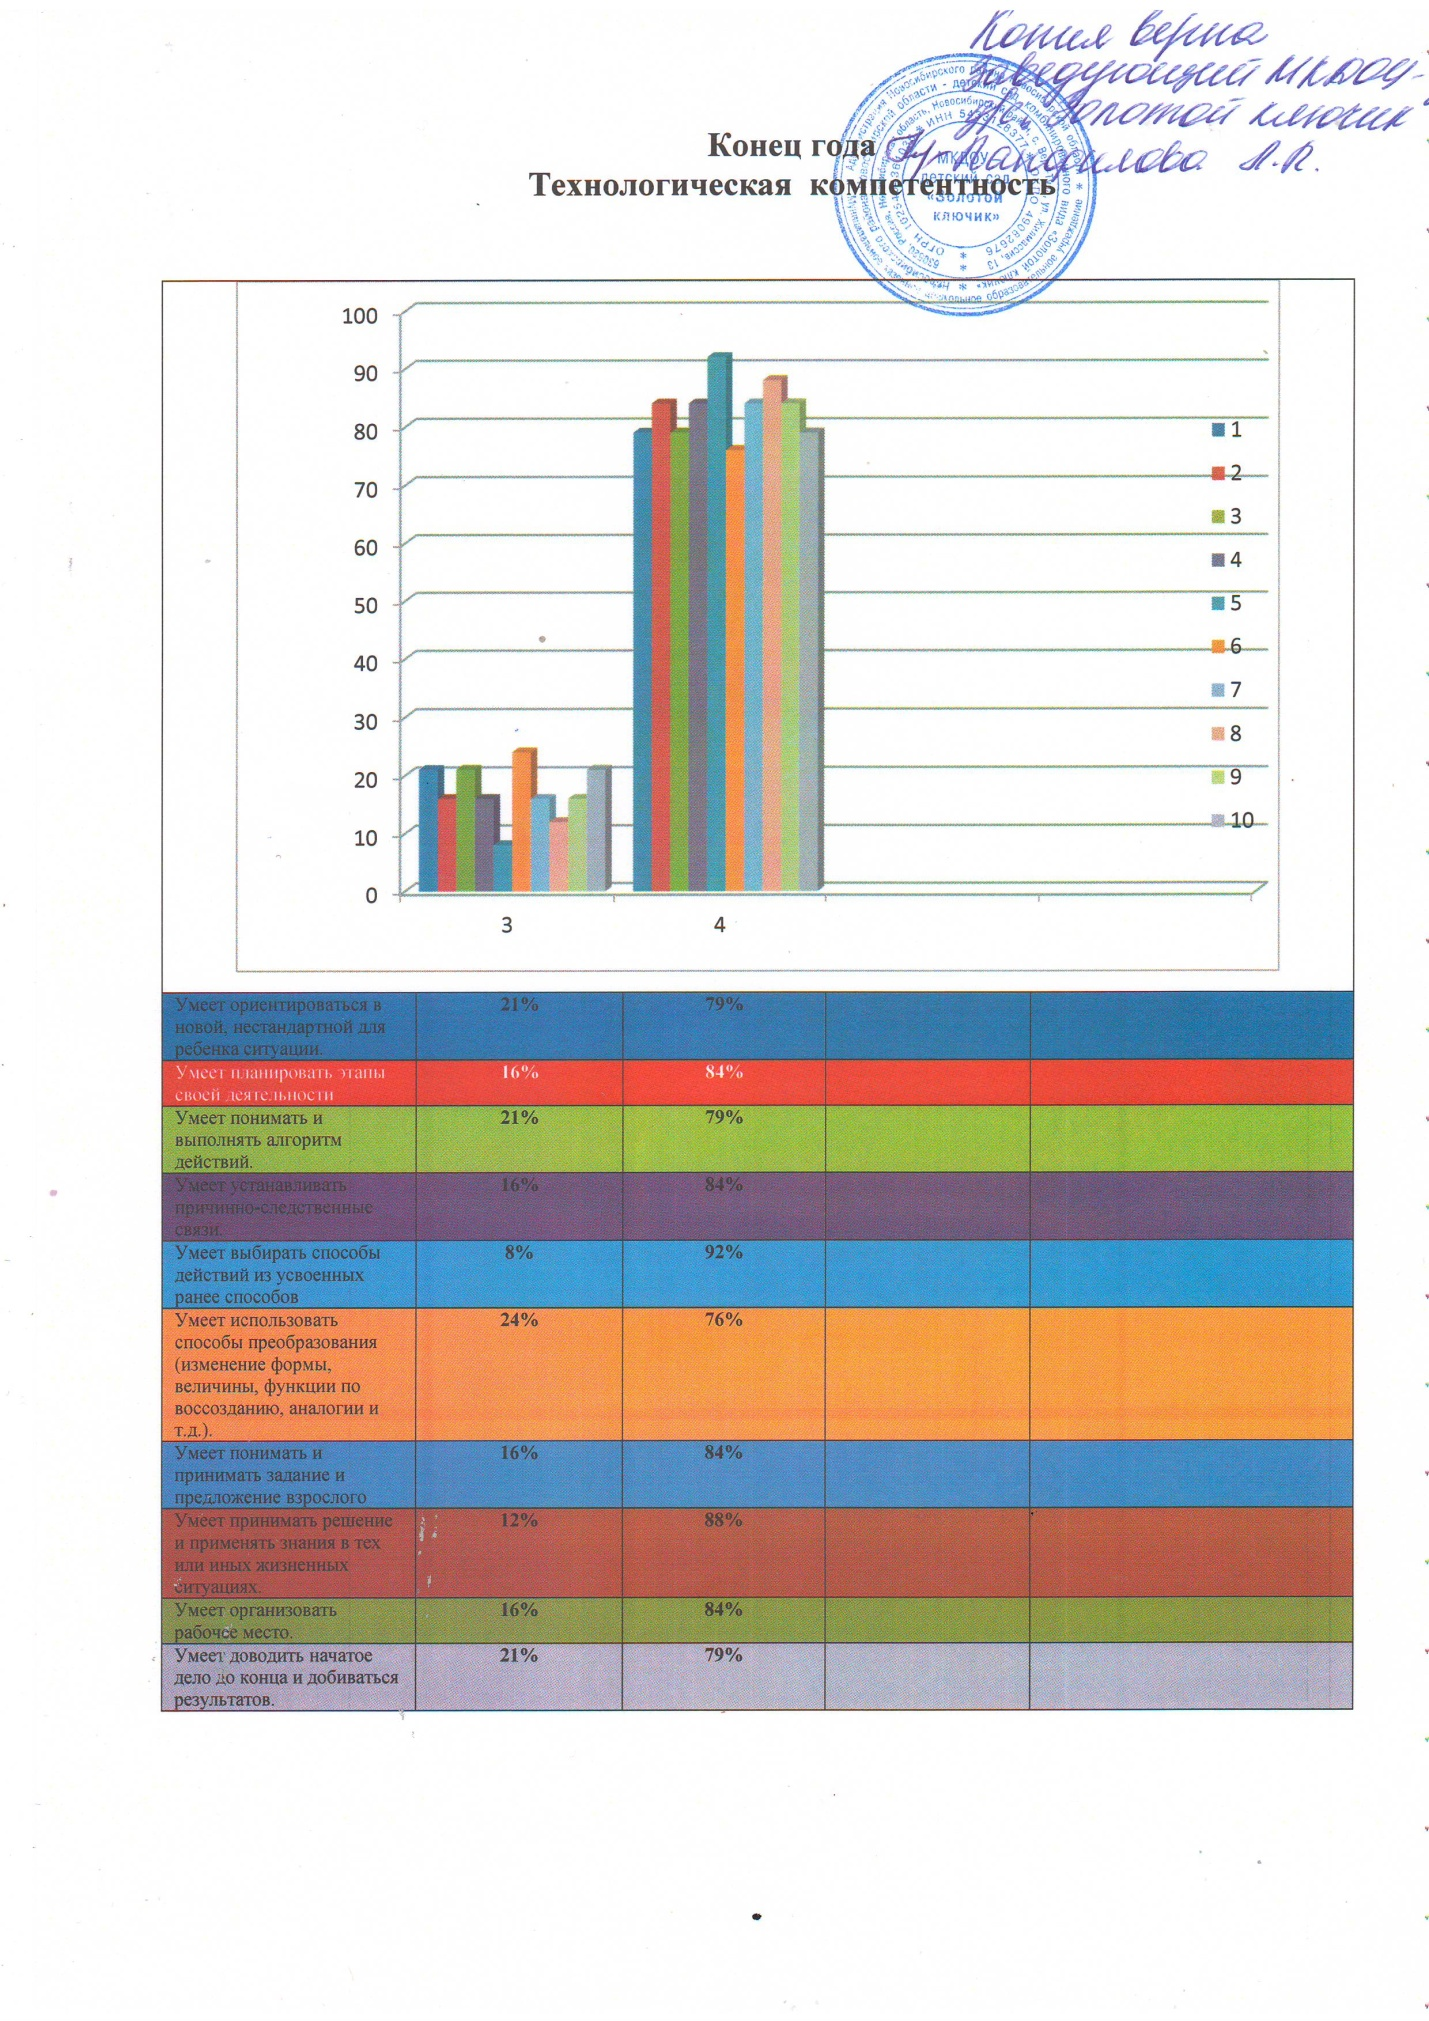 Копия верна
Заведующий МКДОУ-
д/с "Золотой ключик"
Панфилова Л.П.
Конец года
Технологическая компетентность
МКДОУ
детский сад
«Золотой
ключик»
100
90
80
70
60
50
40
30
20
10
0
3 4
1
2
3
4
5
6
7
8
9
10
Умеет ориентироваться в 21% 79%
новой, нестандартной для
ребенка ситуации.
Умеет планировать этапы 16% 84%
своей деятельности
Умеет понимать и 21% 79%
выполнять алгоритм
действий.
Умеет устанавливать 16% 84%
причинно-следственные
связи.
Умеет выбирать способы 8% 92%
действий из усвоенных
ранее способов
Умеет использовать 24% 76%
способы преобразования
(изменение формы,
величины, функции по
воссозданию, аналогии и
т.д.).
Умеет понимать и 16% 84%
принимать задание и
предложение взрослого
Умеет принимать решение 12% 88%
и применять знания в тех
или иных жизненных
ситуациях.
Умеет организовать 16% 84%
рабочее место.
Умеет доводить начатое 21% 79%
дело до конца и добиваться
результатов.